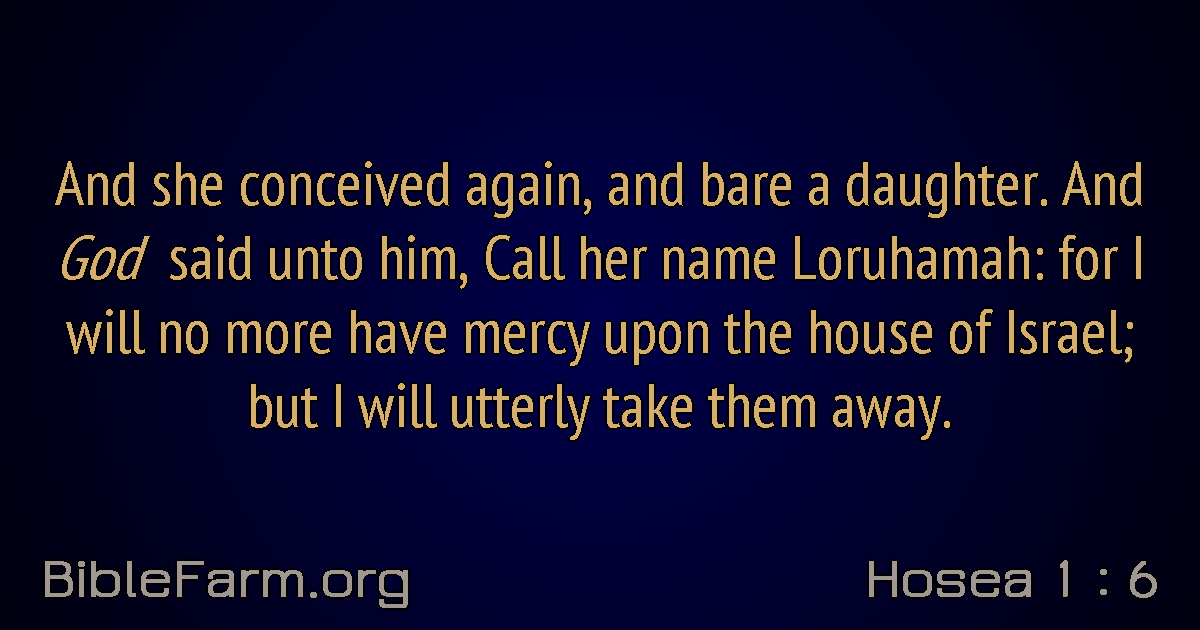 And she conceived again, and bare a daughter. And
God said unto him, Call her name Loruhamah: for I
will no more have mercy upon the house of Israel;
but I will utterly take them away.
BibleFarm.org
Hosea 1 : 6